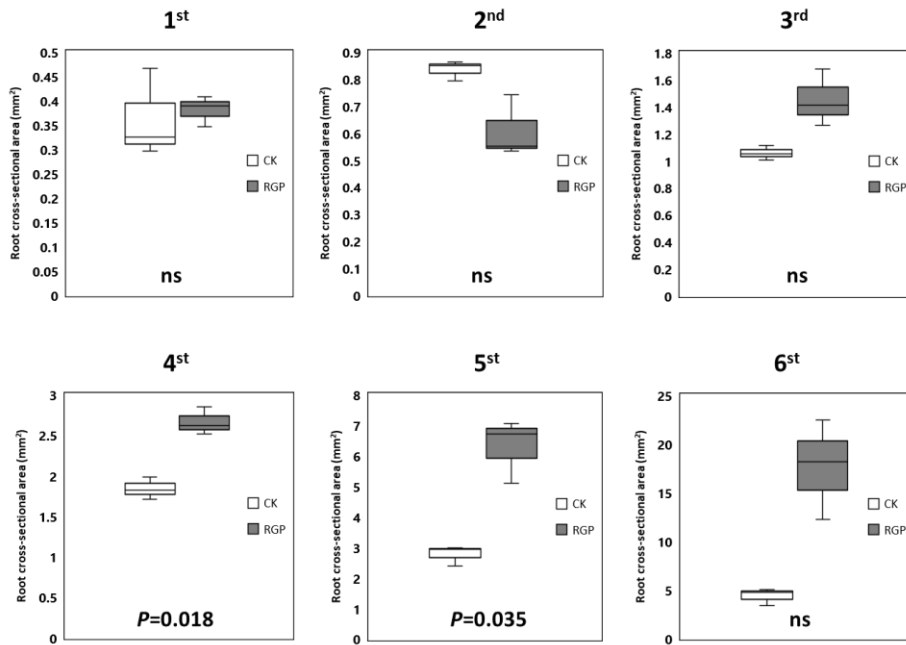 1st
Root cross-sectional area (mm²)
0.5
0.45
0.4
0.35
0.3
0.25
0.2
0.15
0.1
0.05
0
CK
RGP
ns
2nd
Root cross-sectional area (mm²)
0.9
0.8
0.7
0.6
0.5
0.4
0.3
0.2
0.1
0
CK
RGP
ns
3rd
Root cross-sectional area (mm²)
1.8
1.6
1.4
1.2
1
0.8
0.6
0.4
0.2
0
CK
RGP
ns
4st
Root cross-sectional area (mm²)
3
2.5
2
1.5
1
0.5
0
CK
RGP
P=0.018
5st
Root cross-sectional area (mm²)
8
7
6
5
4
3
2
1
0
CK
RGP
P=0.035
6st
Root cross-sectional area (mm²)
25
20
15
10
5
0
CK
RGP
ns